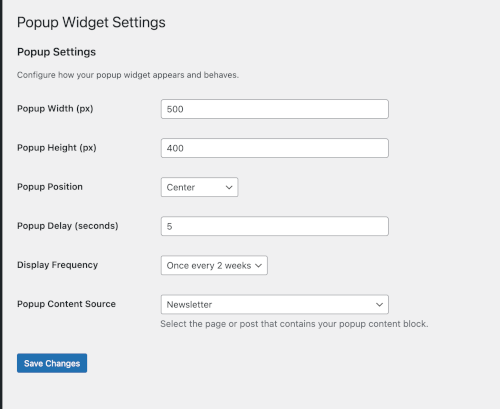 Popup Widget Settings
Popup Settings
Configure how your popup widget appears and behaves.
Popup Width (px) 500
Popup Height (px) 400
Popup Position Center
Popup Delay (seconds) 5
Display Frequency Once every 2 weeks
Popup Content Source Newsletter
Select the page or post that contains your popup content block.
Save Changes